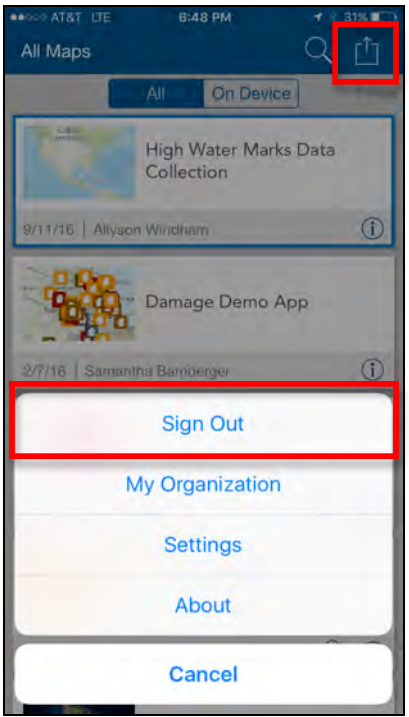 AT&T LTE 6:48 PM 31%
All Maps
All On Device
High Water Marks Data
Collection
9/11/16 | Allyson Windham
Damage Demo App
2/7/16 | Samantha Bamberger
Sign Out
My Organization
Settings
About
Cancel